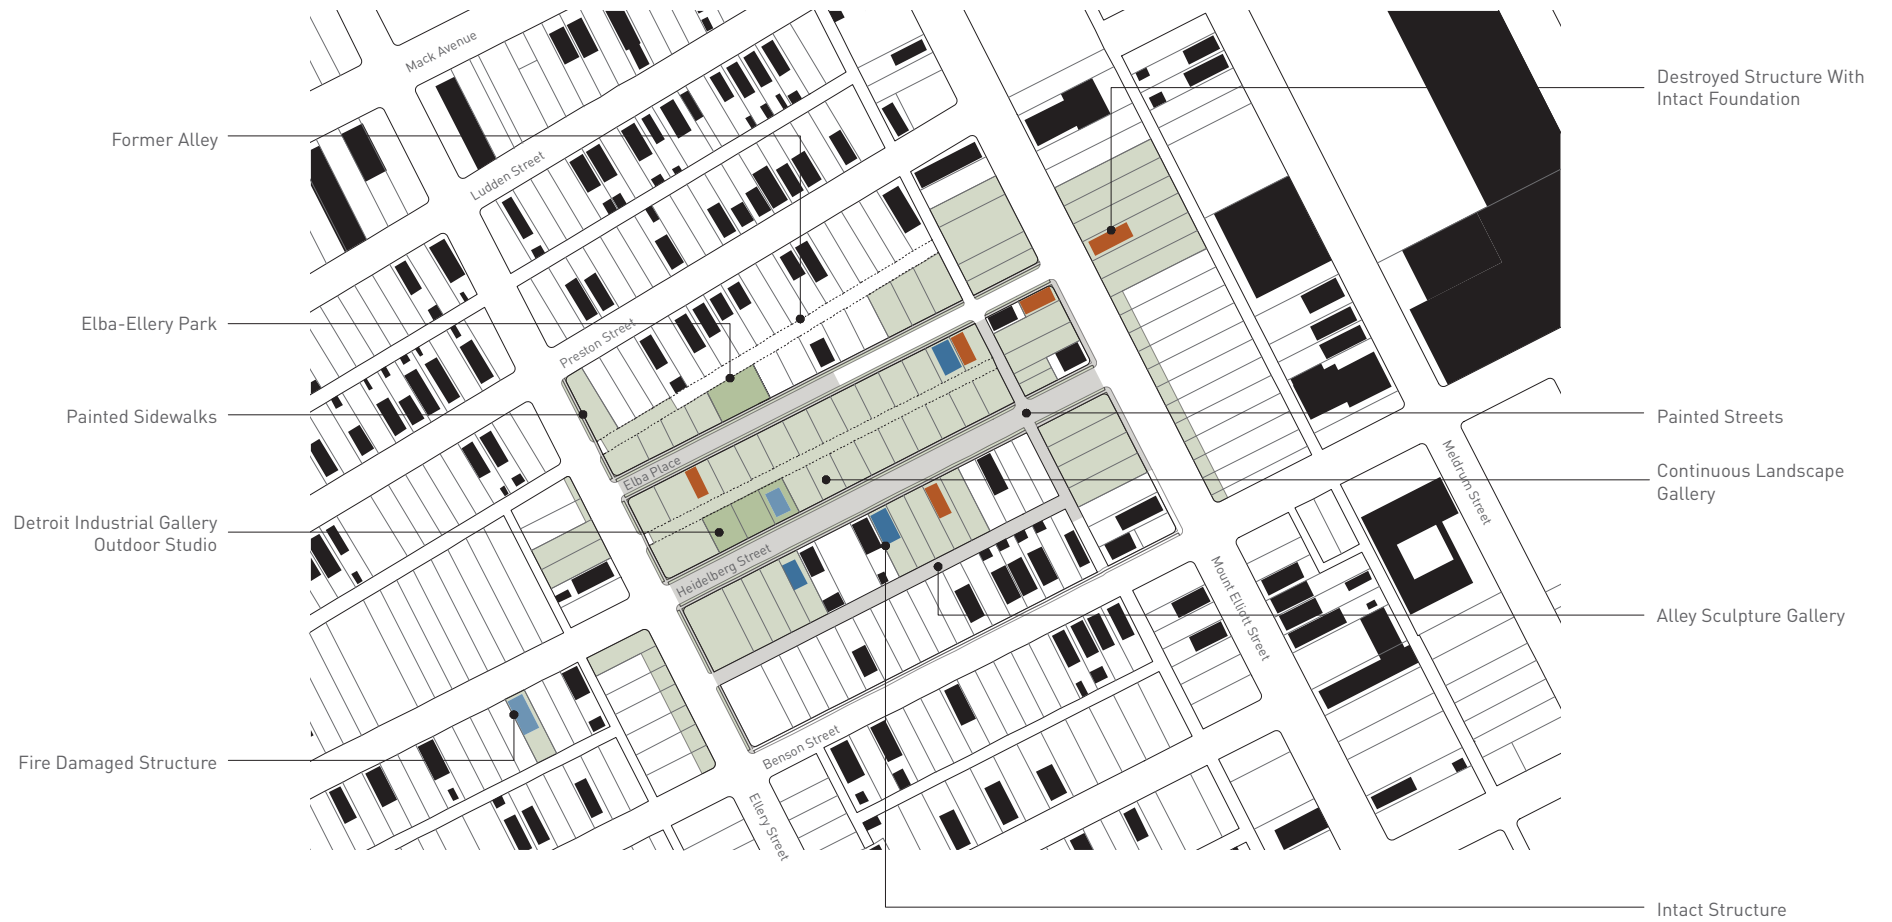 Mack Avenue
Destroyed Structure With
Intact Foundation
Former Alley
Ludden Street
Elba-Ellery Park
Preston Street
Painted Sidewalks
Painted Streets
Elba Place
Meldrum Street
Continuous Landscape
Gallery
Detroit Industrial Gallery
Outdoor Studio
Heidelberg Street
Mount Elliott Street
Alley Sculpture Gallery
Fire Damaged Structure
Benson Street
Ellery Street
Intact Structure